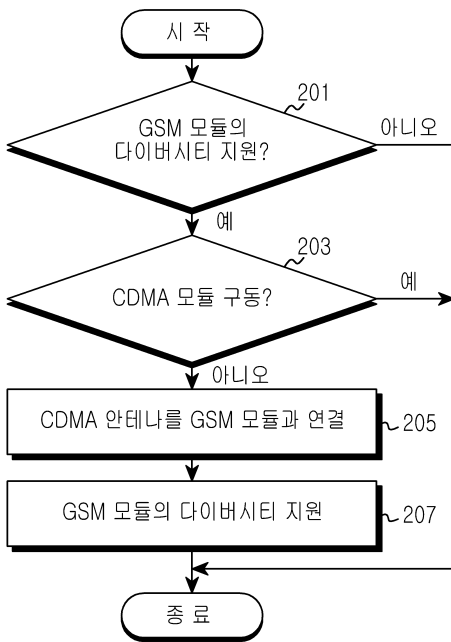 시 작
201
GSM 모듈의
다이버시티 지원?
아니오
예
203
CDMA 모듈 구동?
예
아니오
CDMA 안테나를 GSM 모듈과 연결
205
GSM 모듈의 다이버시티 지원
207
종 료